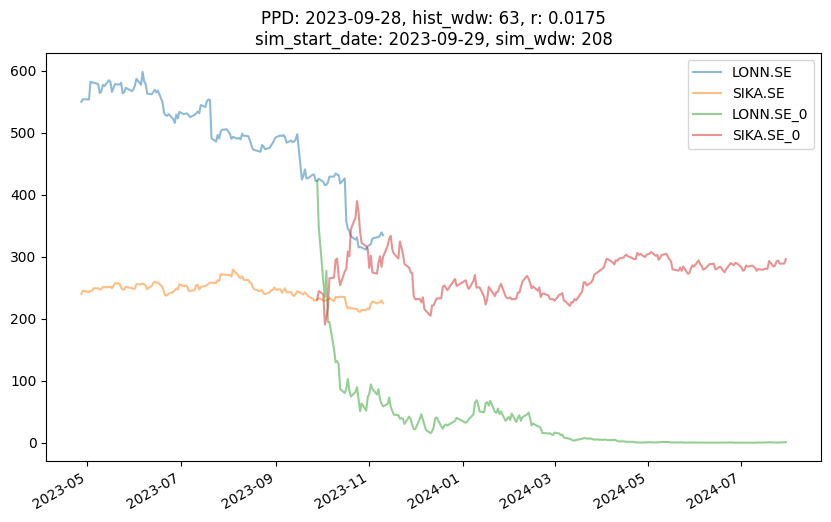 PPD: 2023-09-28, hist_wdw: 63, r: 0.0175
sim_start_date: 2023-09-29, sim_wdw: 208
LONN.SE
SIKA.SE
LONN.SE_0
SIKA.SE_0
600
500
400
300
200
100
0
2023-05
2023-07
2023-09
2023-11
2024-01
2024-03
2024-05
2024-07